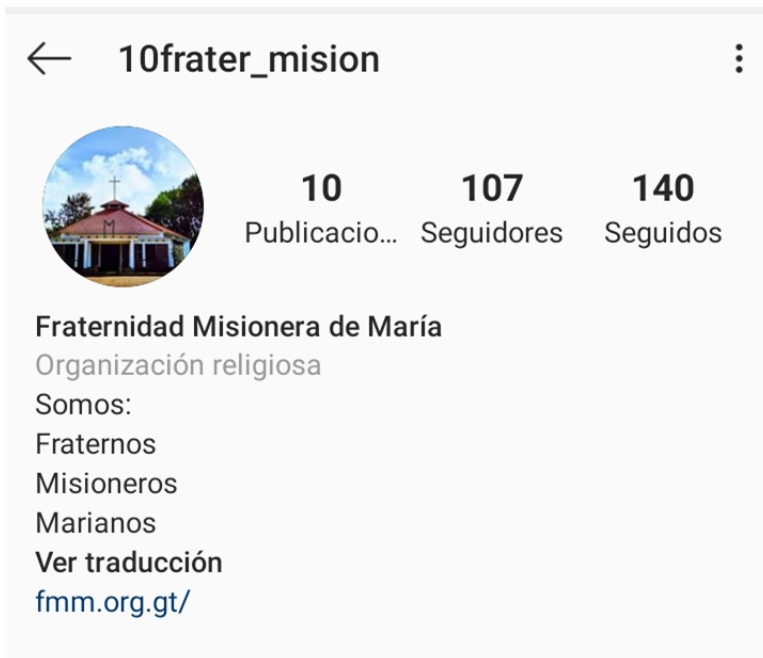 10frater_mision
10 107 140
Publicacio... Seguidores Seguidos
Fraternidad Misionera de María
Organización religiosa
Somos:
Fraternos
Misioneros
Marianos
Ver traducción
fmm.org.gt/